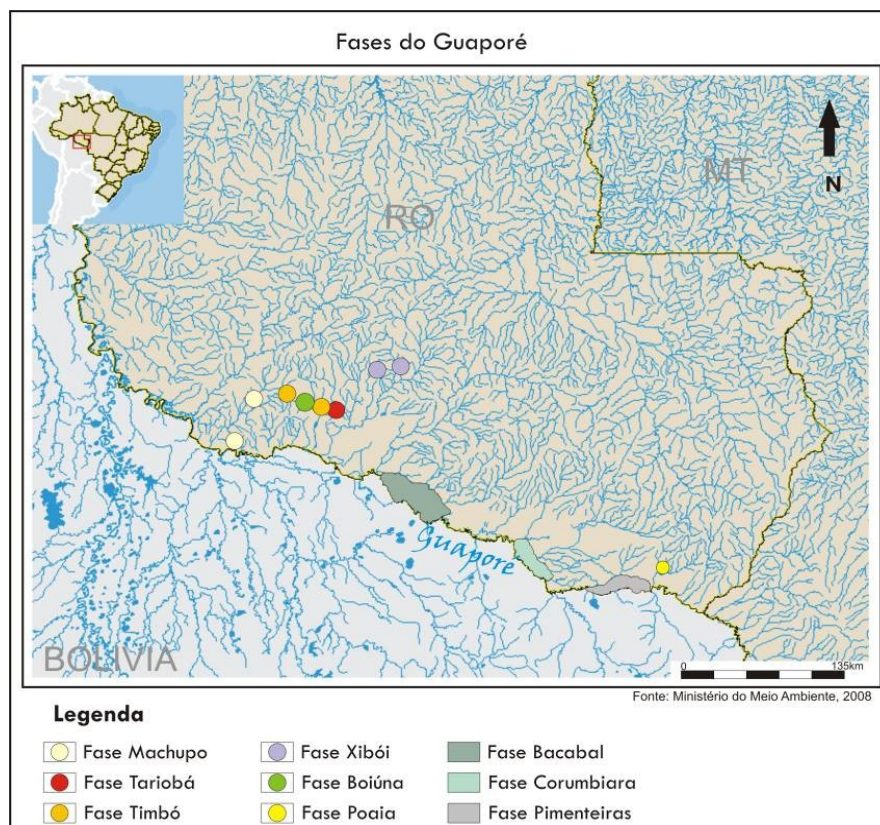 Fases do Guaporé
MT
N
RO
Guaporé
BOLIVIA
0 135km
Fonte: Ministério do Meio Ambiente, 2008
Legenda
Fase Machupo Fase Xibói Fase Bacabal
Fase Tariobá Fase Boiúna Fase Corumbiara
Fase Timbó Fase Poaia Fase Pimenteiras